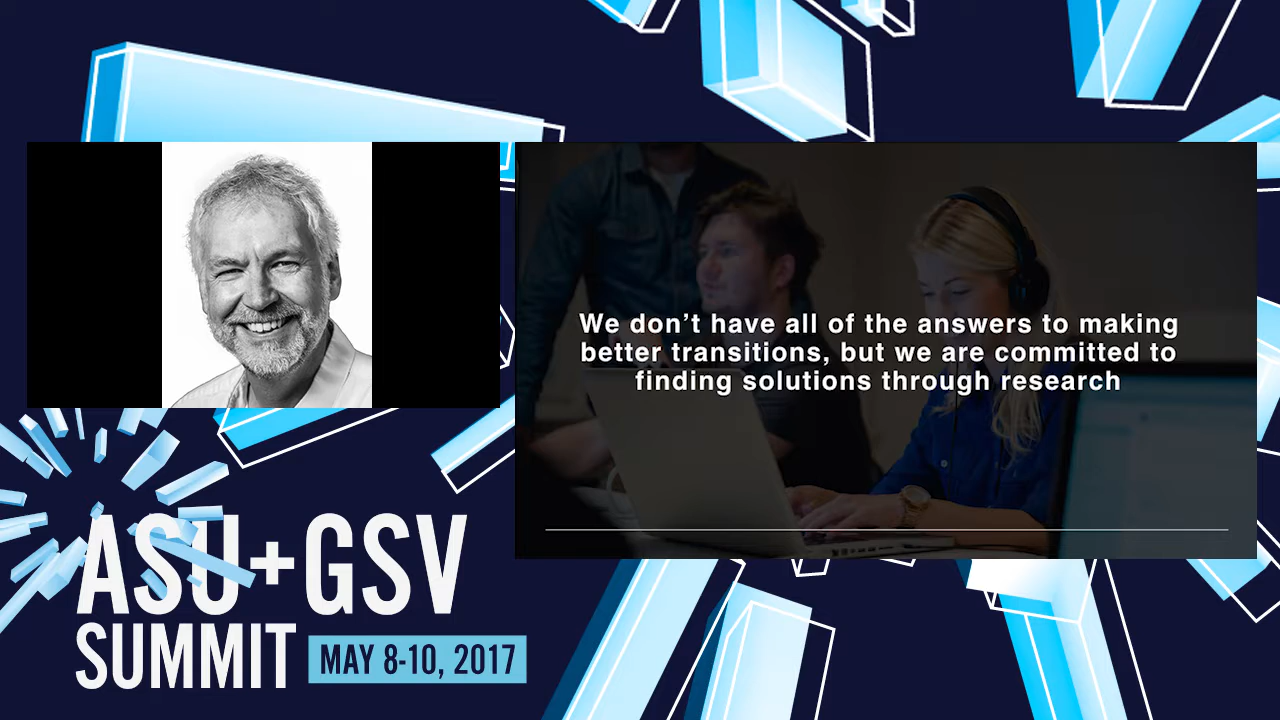 We don’t have all of the answers to making
better transitions, but we are committed to
finding solutions through research
ASU+GSV
SUMMIT
MAY 8-10, 2017